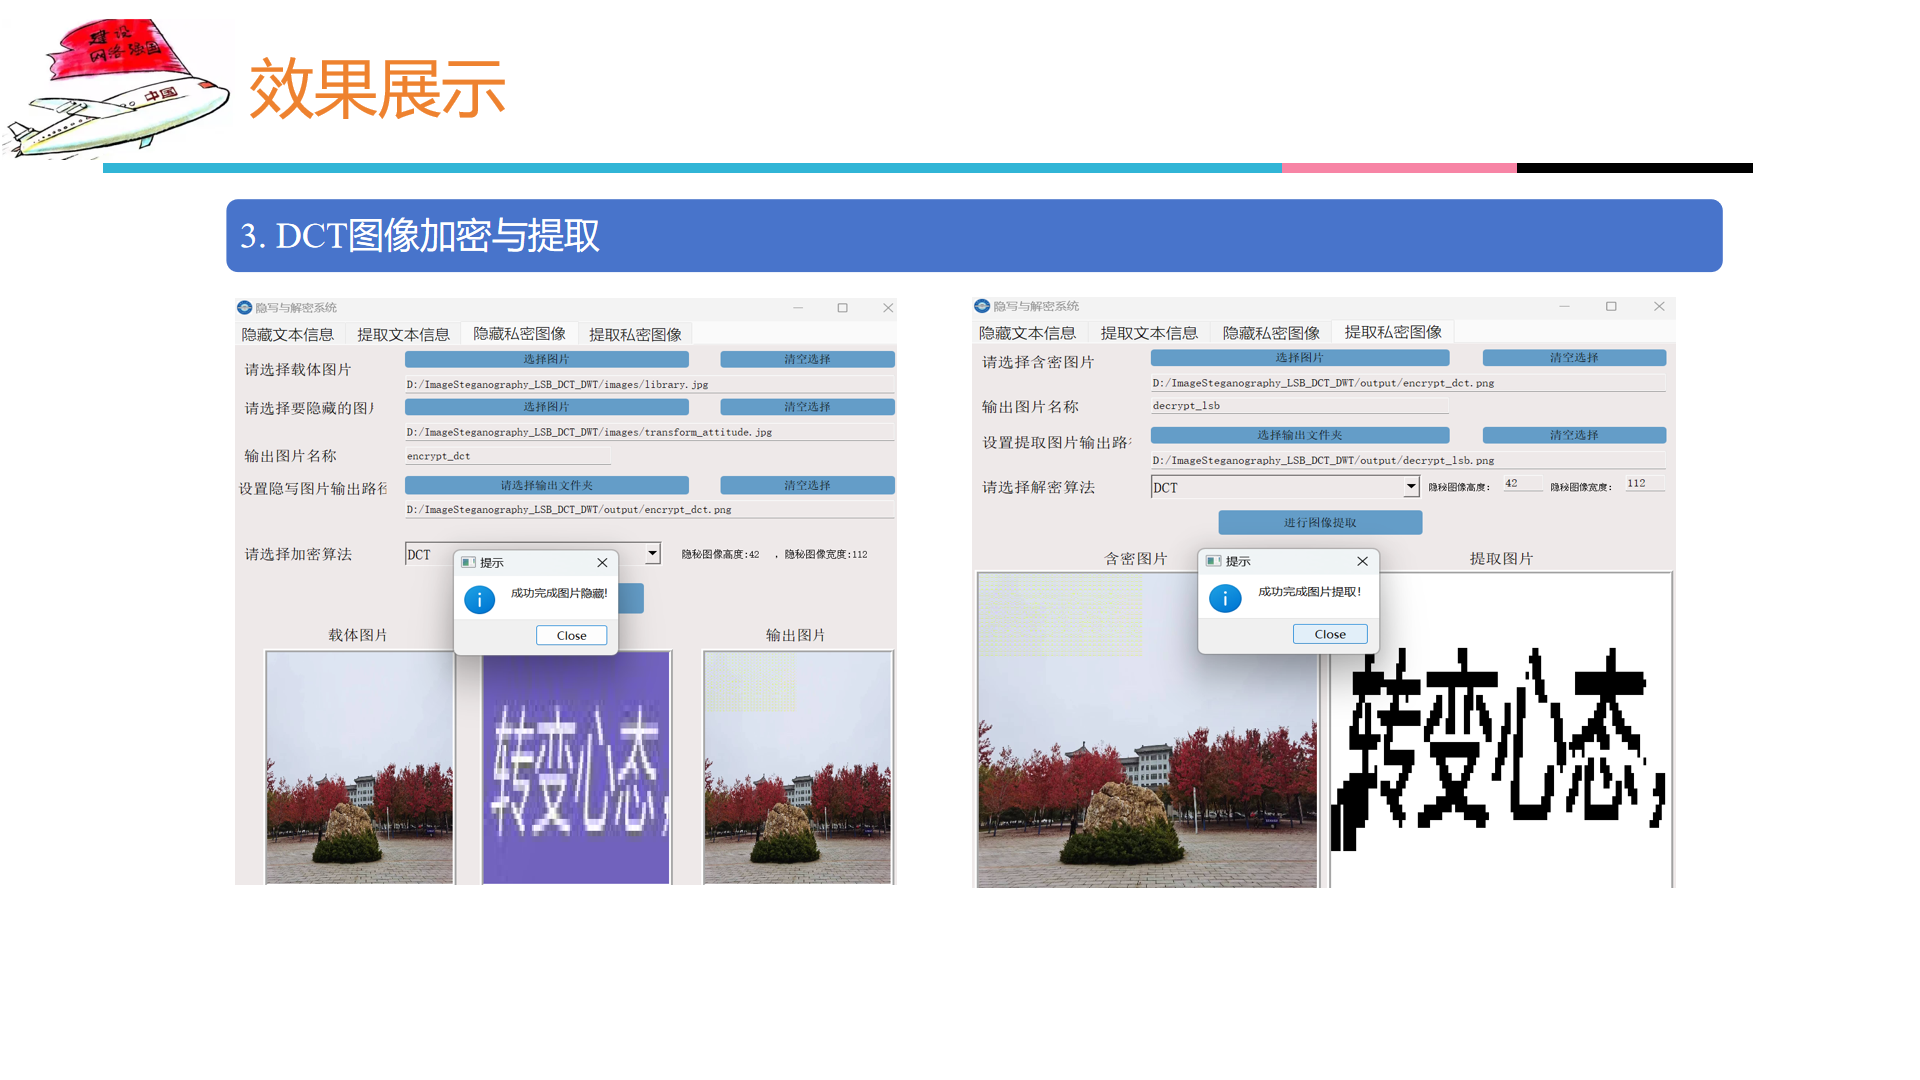 建设
网络强国
中国
效果展示
3. DCT图像加密与提取
隐写与解密系统
隐藏文本信息 提取文本信息 隐藏私密图像 提取私密图像
请选择载体图片 选择图片 清空选择
D:/ImageSteganography_LSB_DCT_DWT/images/library.jpg
请选择要隐藏的图片 选择图片 清空选择
D:/ImageSteganography_LSB_DCT_DWT/images/transform_attitude.jpg
输出图片名称 encrypt_dct
设置隐写图片输出路径 请选择输出文件夹 清空选择
D:/ImageSteganography_LSB_DCT_DWT/output/encrypt_dct.png
请选择加密算法 DCT 隐秘图像高度:42 , 隐秘图像宽度:112
提示
成功完成图片隐藏!
Close
载体图片 输出图片
转变心态,
隐写与解密系统
隐藏文本信息 提取文本信息 隐藏私密图像 提取私密图像
请选择含密图片 选择图片 清空选择
D:/ImageSteganography_LSB_DCT_DWT/output/encrypt_dct.png
输出图片名称 decrypt_lsb
设置提取图片输出路 选择输出文件夹 清空选择
D:/ImageSteganography_LSB_DCT_DWT/output/decrypt_lsb.png
请选择解密算法 DCT 隐秘图像高度: 42 隐秘图像宽度: 112
进行图像提取
含密图片 提取图片
提示
成功完成图片提取!
Close
转变心态,